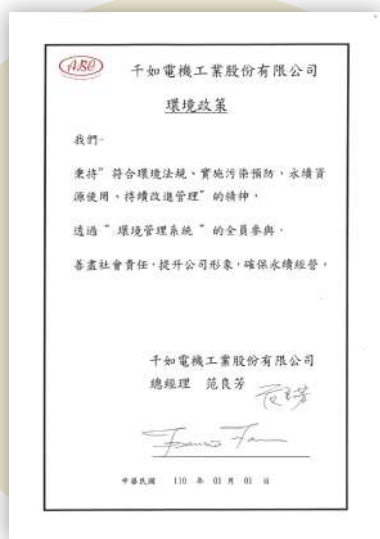 ABC
千如電機工業股份有限公司
環境政策
我們-
秉持”符合環境法規、實施污染預防、永續資
源使用、持續改進管理”的精神,
透過 ”環境管理系統 ”的全員參與,
善盡社會責任,提升公司形象,確保永續經營。
千如電機工業股份有限公司
總經理 范良芳
范良芳
中華民國 110 年 01 月 01 日